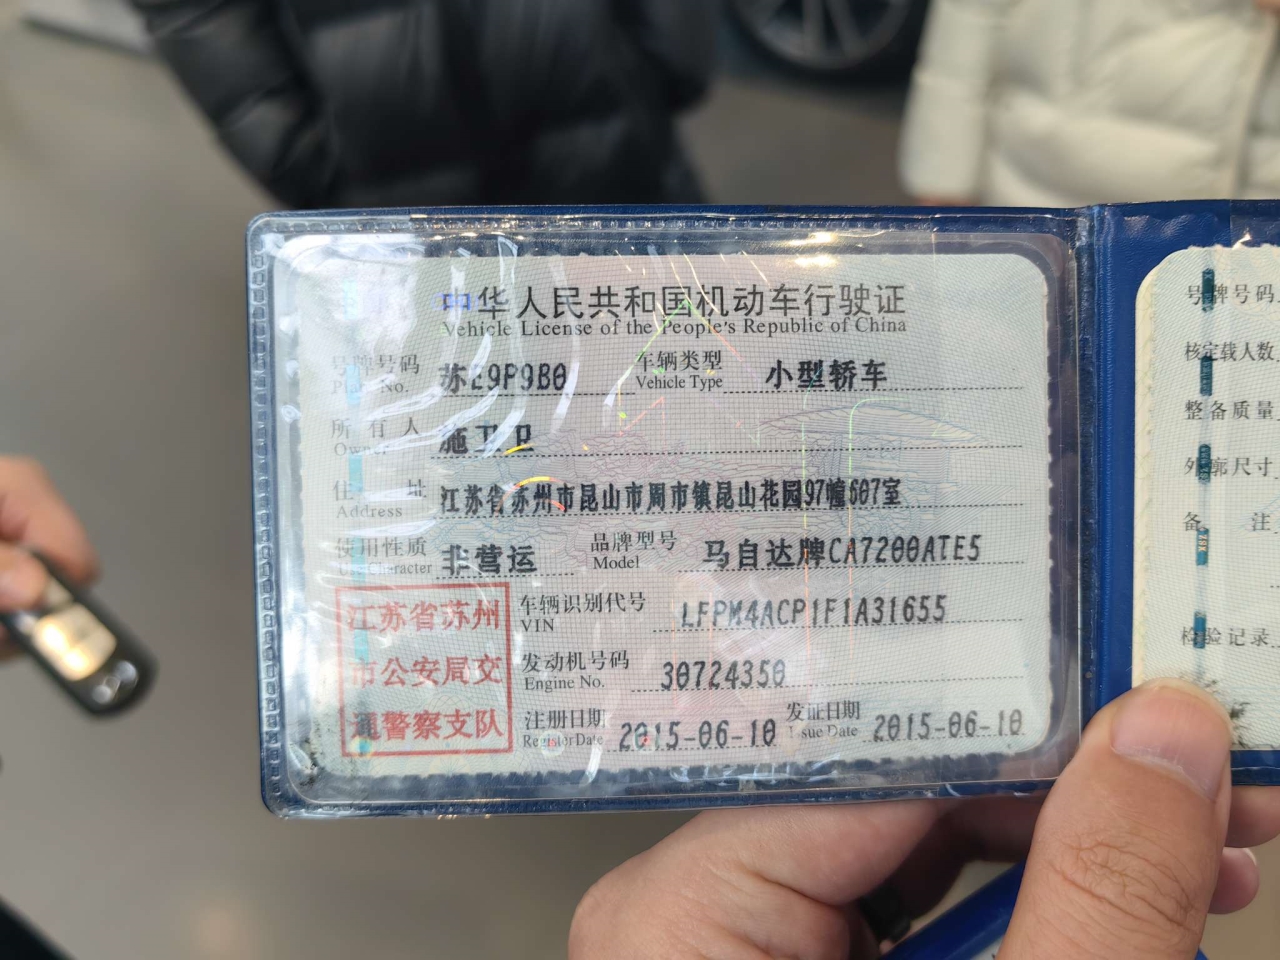 中华人民共和国机动车行驶证
Vehicle License of the People's Republic of China
号牌号码 苏E9P9B0 车辆类型 小型轿车
Plate No. Vehicle Type
所有人 施卫卫
Owner
住址 江苏省苏州市昆山市周市镇昆山花园97幢607室
Address
使用性质 非营运 品牌型号 马自达牌CA7200ATE5
Use Character Model
江苏省苏州
市公安局交
通警察支队
车辆识别代号 LFPM4ACP1F1A31655
VIN
发动机号码 30724350
Engine No.
注册日期 2015-06-10 发证日期 2015-06-10
Register Date Issue Date
号牌号码
核定载人数
整备质量
外廓尺寸
备注
检验记录